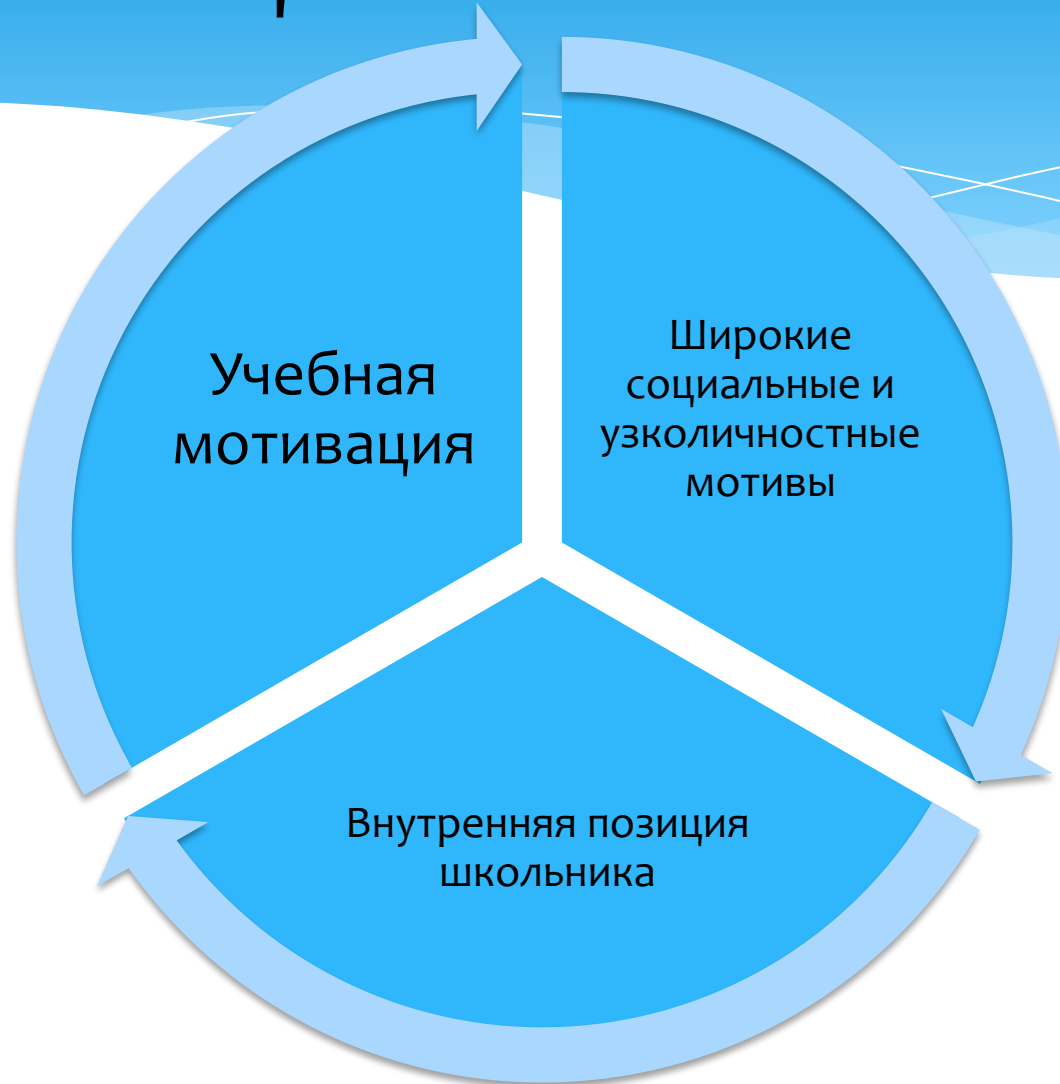 Учебная
мотивация
Широкие
социальные и
узколичностные
мотивы
Внутренняя позиция
школьника